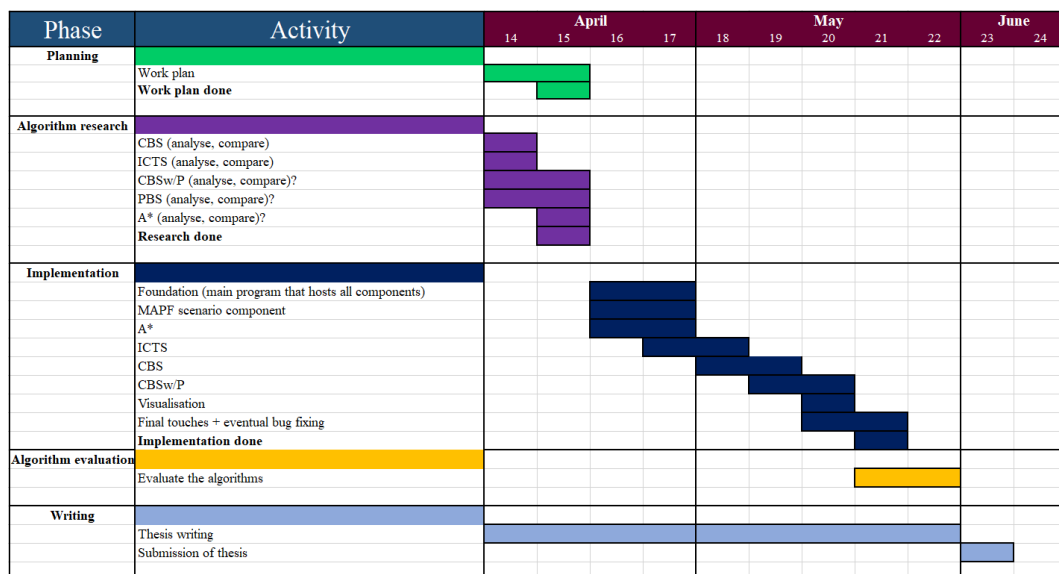 Phase Activity April May June
14 15 16 17 18 19 20 21 22 23 24
Planning
Work plan
Work plan done
Algorithm research
CBS (analyse, compare)
ICTS (analyse, compare)
CBSw/P (analyse, compare)?
PBS (analyse, compare)?
A* (analyse, compare)?
Research done
Implementation
Foundation (main program that hosts all components)
MAPF scenario component
A*
ICTS
CBS
CBSw/P
Visualisation
Final touches + eventual bug fixing
Implementation done
Algorithm evaluation
Evaluate the algorithms
Writing
Thesis writing
Submission of thesis